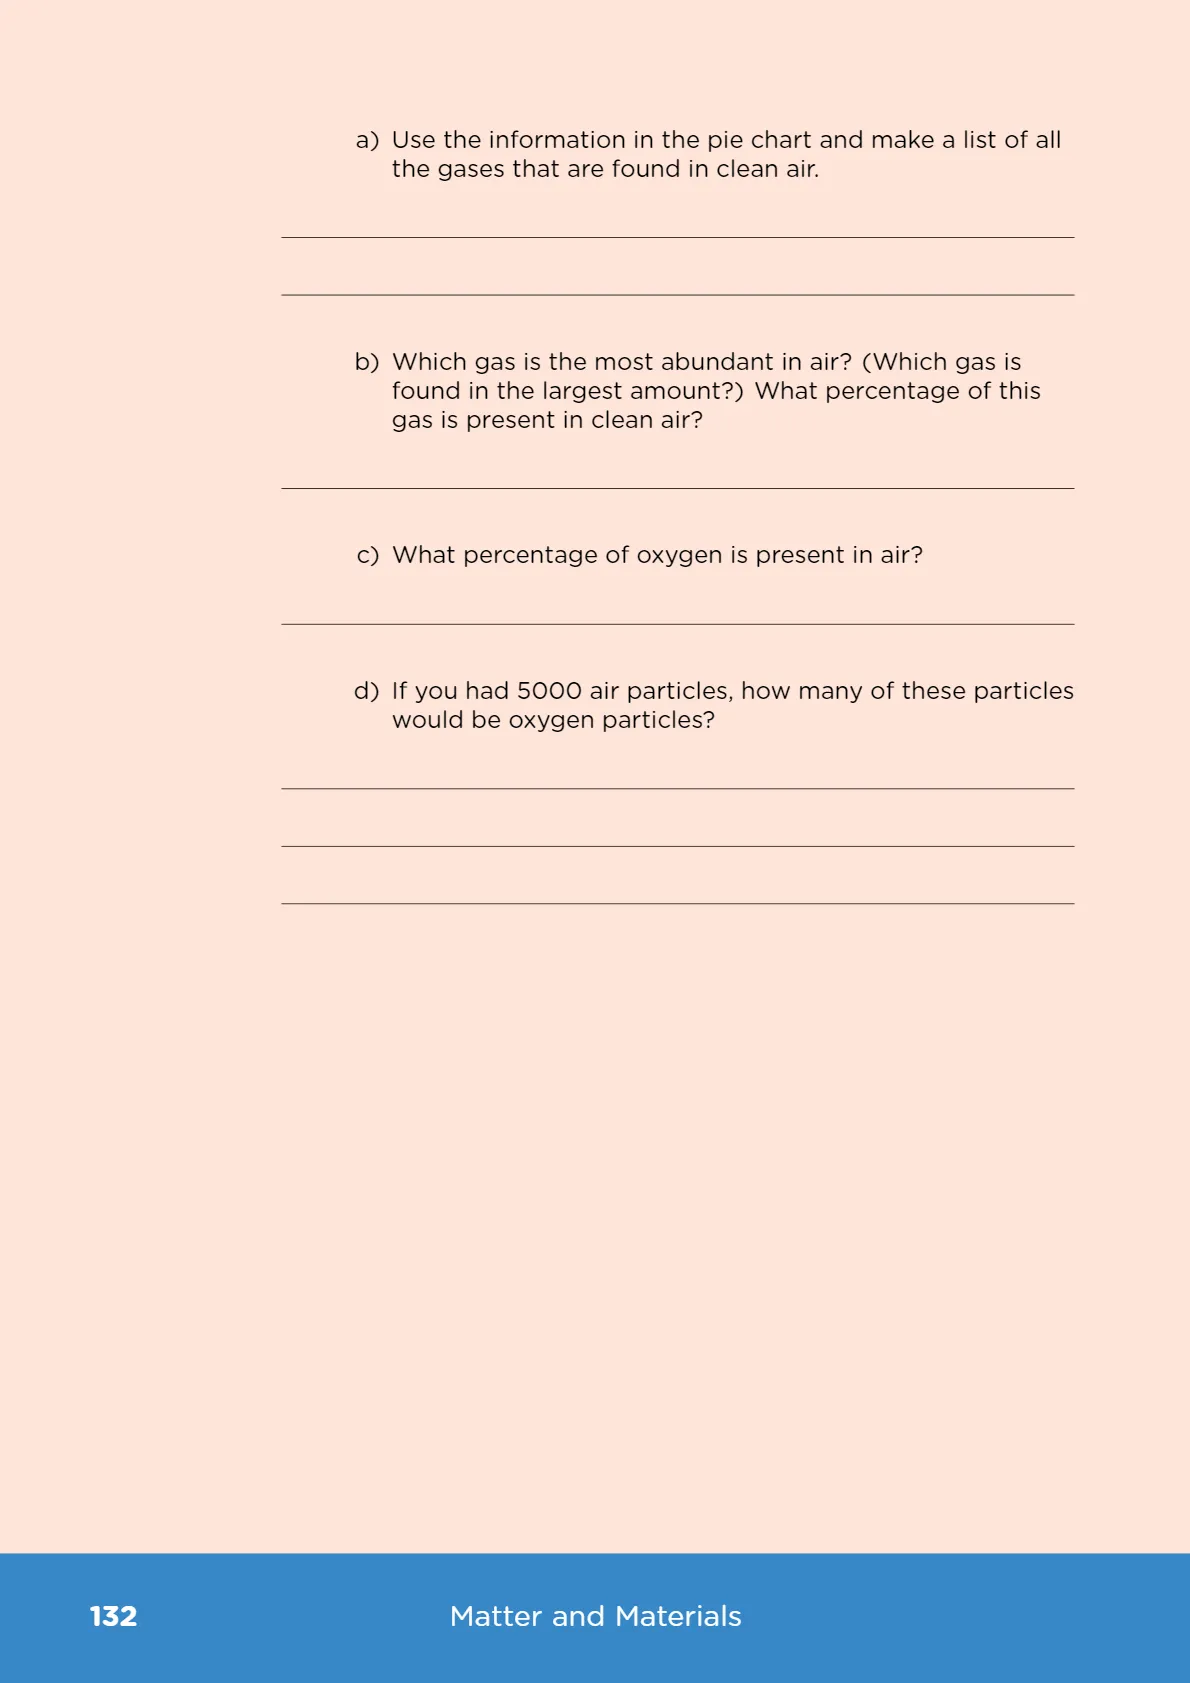 a) Use the information in the pie chart and make a list of all
the gases that are found in clean air.
b) Which gas is the most abundant in air? (Which gas is
found in the largest amount?) What percentage of this
gas is present in clean air?
c) What percentage of oxygen is present in air?
d) If you had 5000 air particles, how many of these particles
would be oxygen particles?
132 Matter and Materials